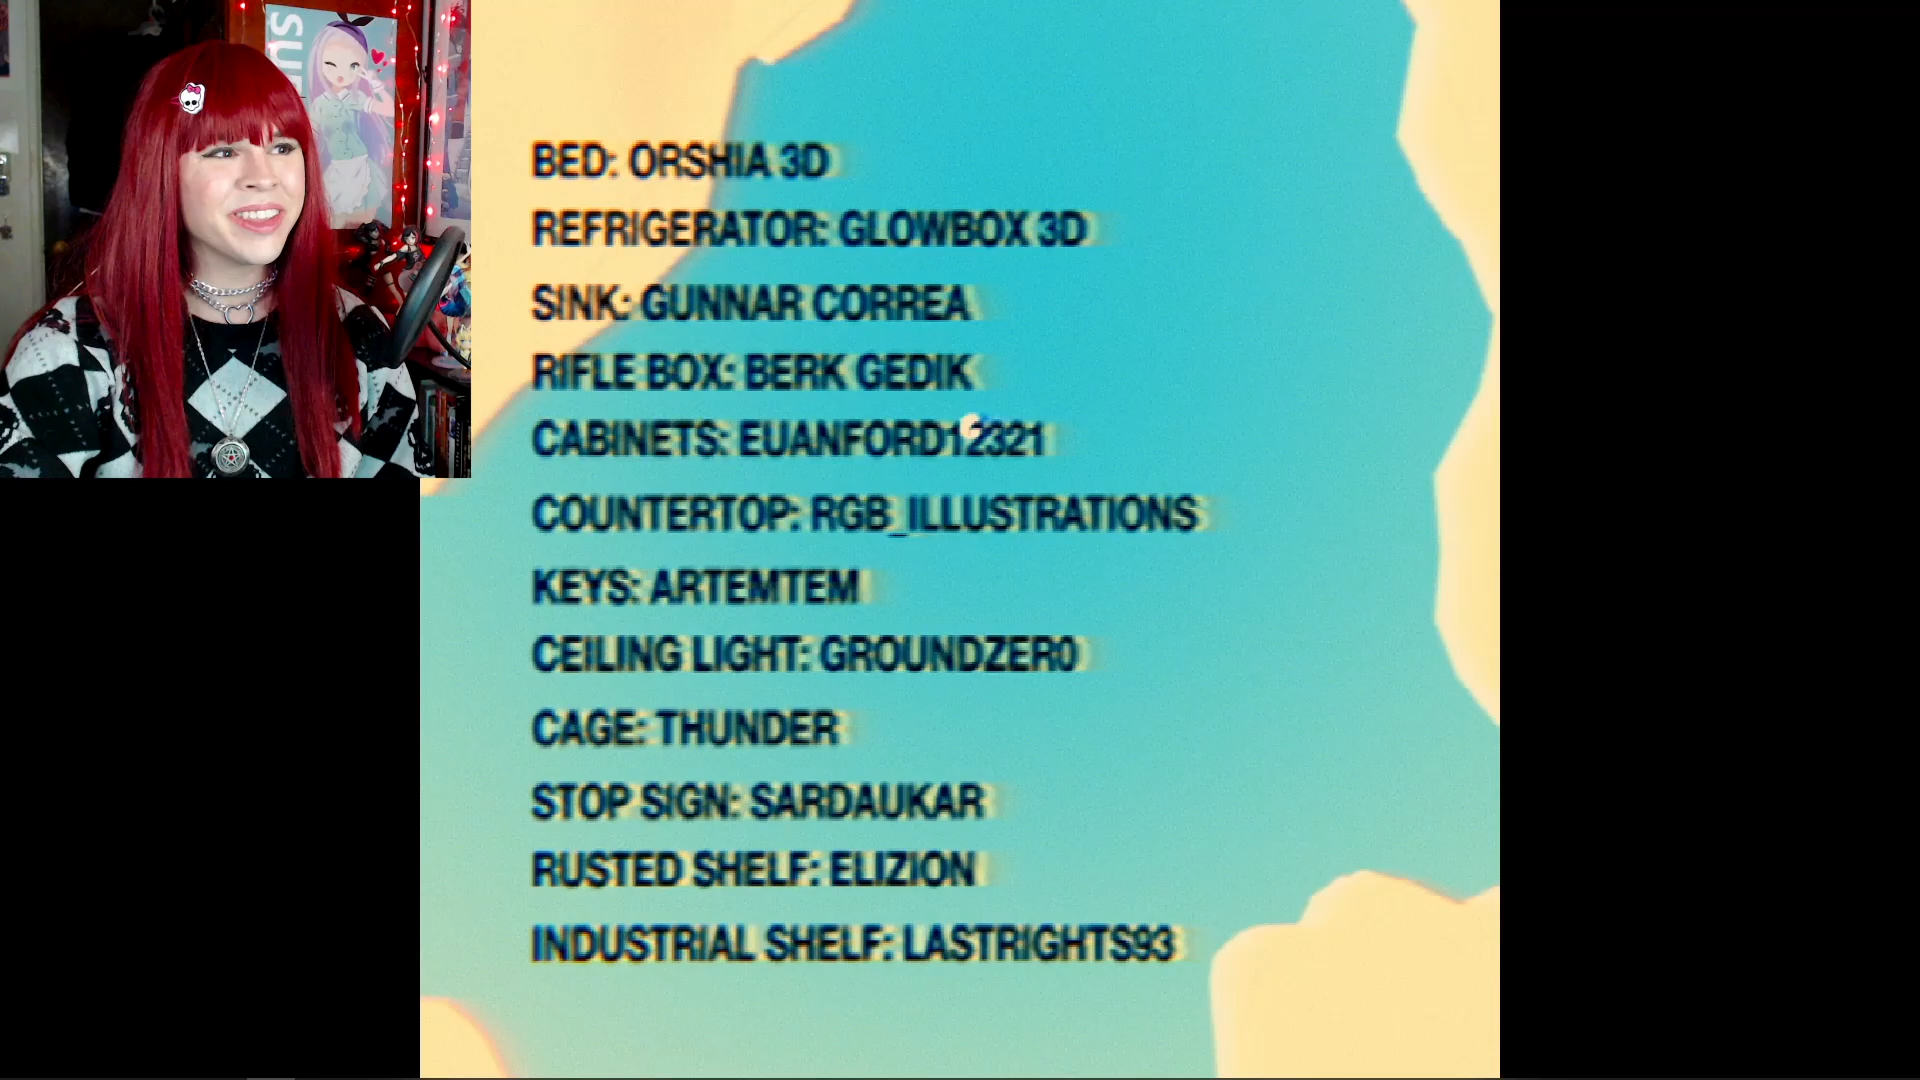 SUN
BED: ORSHIA 3D
REFRIGERATOR: GLOWBOX 3D
SINK: GUNNAR CORREA
RIFLE BOX: BERK GEDIK
CABINETS: EUANFORD12321
COUNTERTOP: RGB_ILLUSTRATIONS
KEYS: ARTEMTEM
CEILING LIGHT: GROUNDZER0
CAGE: THUNDER
STOP SIGN: SARDAUKAR
RUSTED SHELF: ELIZION
INDUSTRIAL SHELF: LASTRIGHTS93